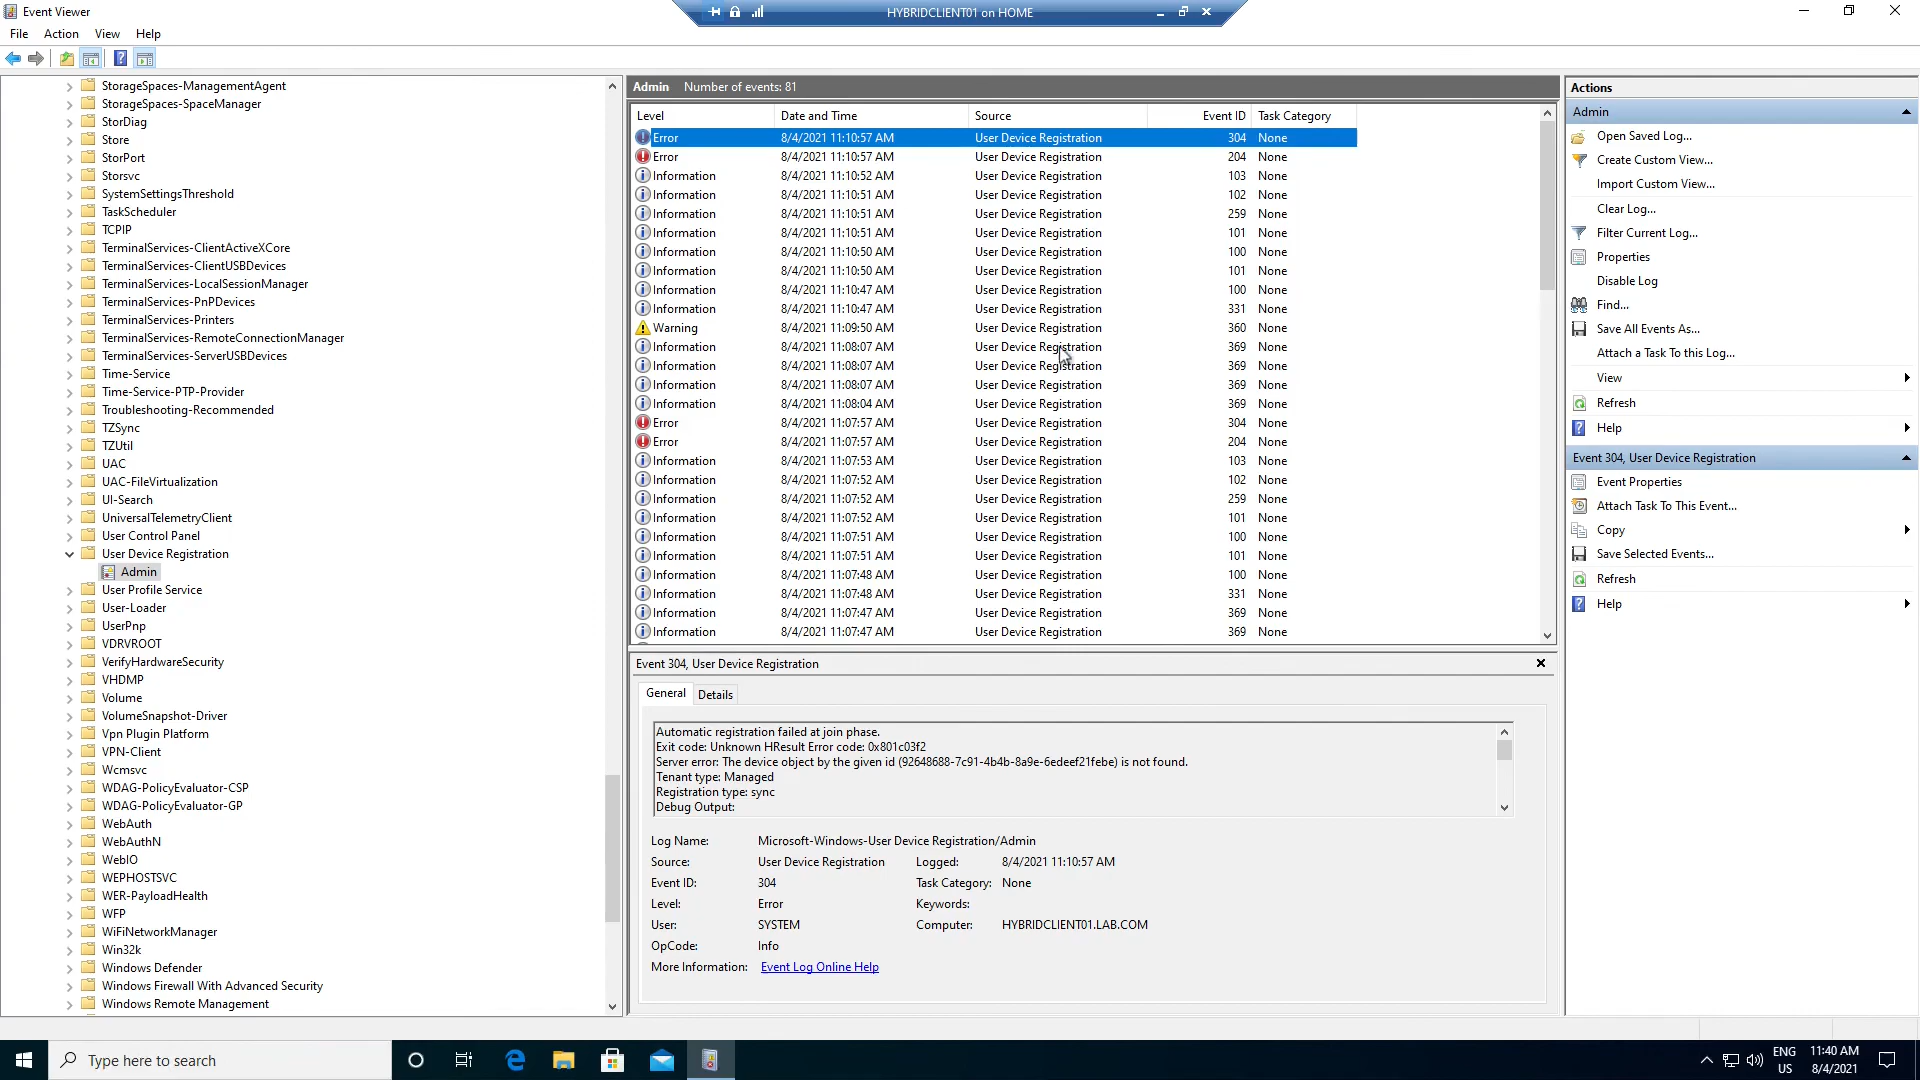 Event Viewer
HYBRIDCLIENT01 on HOME
File Action View Help
StorageSpaces-ManagementAgent
StorageSpaces-SpaceManager
StorDiag
Store
StorPort
Storsvc
SystemSettingsThreshold
TaskScheduler
TCPIP
TerminalServices-ClientActiveXCore
TerminalServices-ClientUSBDevices
TerminalServices-LocalSessionManager
TerminalServices-PnPDevices
TerminalServices-Printers
TerminalServices-RemoteConnectionManager
TerminalServices-ServerUSBDevices
Time-Service
Time-Service-PTP-Provider
Troubleshooting-Recommended
TZSync
TZUtil
UAC
UAC-FileVirtualization
UI-Search
UniversalTelemetryClient
User Control Panel
User Device Registration
Admin
User Profile Service
User-Loader
UserPnp
VDRVROOT
VerifyHardwareSecurity
VHDMP
Volume
VolumeSnapshot-Driver
Vpn Plugin Platform
VPN-Client
Wcmsvc
WDAG-PolicyEvaluator-CSP
WDAG-PolicyEvaluator-GP
WebAuth
WebAuthN
WebIO
WEPHOSTSVC
WER-PayloadHealth
WFP
WiFiNetworkManager
Win32k
Windows Defender
Windows Firewall With Advanced Security
Windows Remote Management
Admin Number of events: 81
Level Date and Time Source Event ID Task Category
Error 8/4/2021 11:10:57 AM User Device Registration 304 None
Error 8/4/2021 11:10:57 AM User Device Registration 204 None
Information 8/4/2021 11:10:52 AM User Device Registration 103 None
Information 8/4/2021 11:10:51 AM User Device Registration 102 None
Information 8/4/2021 11:10:51 AM User Device Registration 259 None
Information 8/4/2021 11:10:51 AM User Device Registration 101 None
Information 8/4/2021 11:10:50 AM User Device Registration 100 None
Information 8/4/2021 11:10:50 AM User Device Registration 101 None
Information 8/4/2021 11:10:47 AM User Device Registration 100 None
Information 8/4/2021 11:10:47 AM User Device Registration 331 None
Warning 8/4/2021 11:09:50 AM User Device Registration 360 None
Information 8/4/2021 11:08:07 AM User Device Registration 369 None
Information 8/4/2021 11:08:07 AM User Device Registration 369 None
Information 8/4/2021 11:08:07 AM User Device Registration 369 None
Information 8/4/2021 11:08:04 AM User Device Registration 369 None
Error 8/4/2021 11:07:57 AM User Device Registration 304 None
Error 8/4/2021 11:07:57 AM User Device Registration 204 None
Information 8/4/2021 11:07:53 AM User Device Registration 103 None
Information 8/4/2021 11:07:52 AM User Device Registration 102 None
Information 8/4/2021 11:07:52 AM User Device Registration 259 None
Information 8/4/2021 11:07:52 AM User Device Registration 101 None
Information 8/4/2021 11:07:51 AM User Device Registration 100 None
Information 8/4/2021 11:07:51 AM User Device Registration 101 None
Information 8/4/2021 11:07:48 AM User Device Registration 100 None
Information 8/4/2021 11:07:48 AM User Device Registration 331 None
Information 8/4/2021 11:07:47 AM User Device Registration 369 None
Information 8/4/2021 11:07:47 AM User Device Registration 369 None
Event 304, User Device Registration
General Details
Automatic registration failed at join phase.
Exit code: Unknown HResult Error code: 0x801c03f2
Server error: The device object by the given id (92648688-7c91-4b4b-8a9e-6edeef21febe) is not found.
Tenant type: Managed
Registration type: sync
Debug Output:
Log Name: Microsoft-Windows-User Device Registration/Admin
Source: User Device Registration Logged: 8/4/2021 11:10:57 AM
Event ID: 304 Task Category: None
Level: Error Keywords:
User: SYSTEM Computer: HYBRIDCLIENT01.LAB.COM
OpCode: Info
More Information: Event Log Online Help
Actions
Admin
Open Saved Log...
Create Custom View...
Import Custom View...
Clear Log...
Filter Current Log...
Properties
Disable Log
Find...
Save All Events As...
Attach a Task To this Log...
View
Refresh
Help
Event 304, User Device Registration
Event Properties
Attach Task To This Event...
Copy
Save Selected Events...
Refresh
Help
Type here to search
ENG
US
11:40 AM
8/4/2021